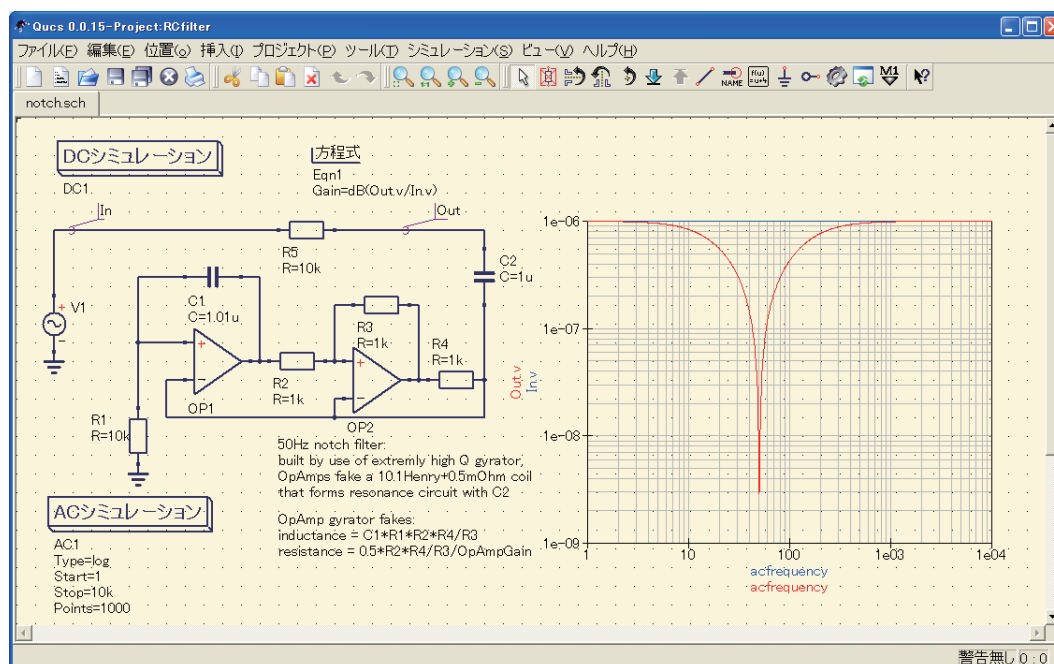 Qucs 0.0.15-Project:RCfilter
ファイル(F) 編集(E) 位置(o) 挿入(I) プロジェクト(P) ツール(T) シミュレーション(S) ビュー(V) ヘルプ(H)
NAME
f(u)
=u+4
M1
notch.sch
DCシミュレーション
DC1
方程式
Eqn1
Gain=dB(Out.v/In.v)
In
Out
R5
R=10k
C2
C=1u
V1
C1
C=1.01u
R3
R=1k
R4
R=1k
R2
R=1k
OP1
OP2
R1
R=10k
50Hz notch filter:
built by use of extremly high Q gyrator,
OpAmps fake a 10.1Henry+0.5mOhm coil
that forms resonance circuit with C2
OpAmp gyrator fakes:
inductance = C1*R1*R2*R4/R3
resistance = 0.5*R2*R4/R3/OpAmpGain
ACシミュレーション
AC1
Type=log
Start=1
Stop=10k
Points=1000
1e-06
1e-07
1e-08
1e-09
Out.v
In.v
1 10 100 1e03 1e04
acfrequency
acfrequency
警告無し 0 : 0